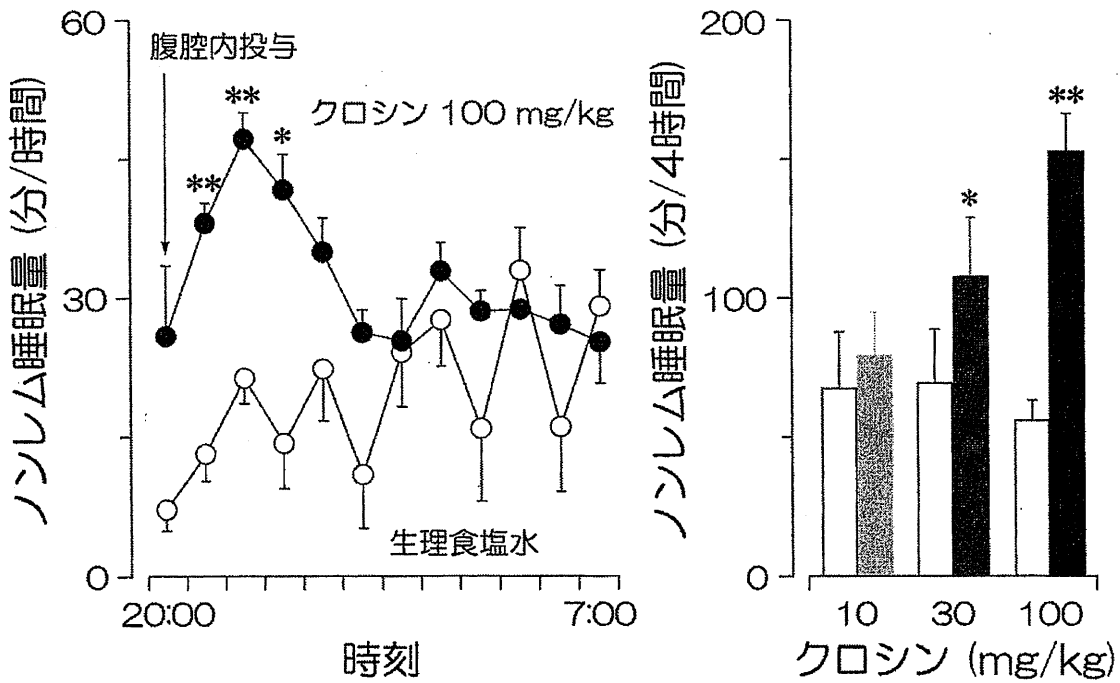 ノンレム睡眠量 (分/時間)
60
30
0
腹腔内投与
**
**
*
クロシン 100 mg/kg
生理食塩水
20:00
7:00
時刻
ノンレム睡眠量 (分/4時間)
200
100
0
*
**
10
30
100
クロシン (mg/kg)